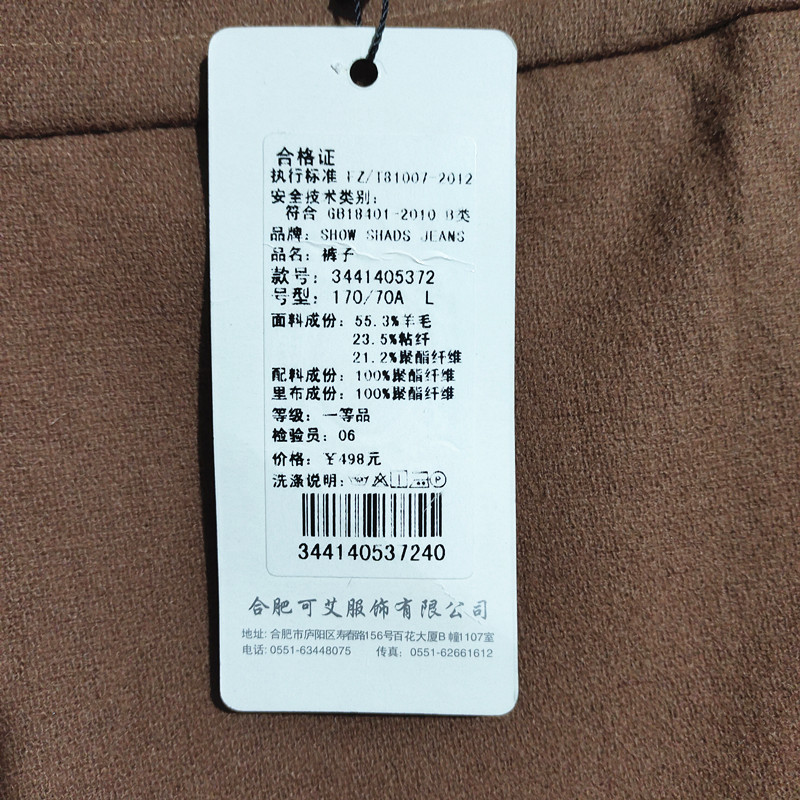 合格证
执行标准 FZ/T81007-2012
安全技术类别:
符合 GB18401-2010 B类
品牌: SHOW SHADS JEANS
品名: 裤子
款号: 3441405372
号型: 170/70A L
面料成份: 55.3%羊毛
23.5%粘纤
21.2%聚酯纤维
配料成份: 100%聚酯纤维
里布成份: 100%聚酯纤维
等级: 一等品
检验员: 06
价格: ¥498元
洗涤说明:
344140537240
合肥可艾服饰有限公司
地址: 合肥市庐阳区寿春路156号百花大厦B 幢1107室
电话: 0551-63448075 传真: 0551-62661612